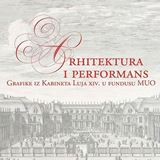 ARHITEKTURA
I PERFORMANS
GRAFIKE IZ KABINETA LUJA XIV. U FUNDUSU MUO